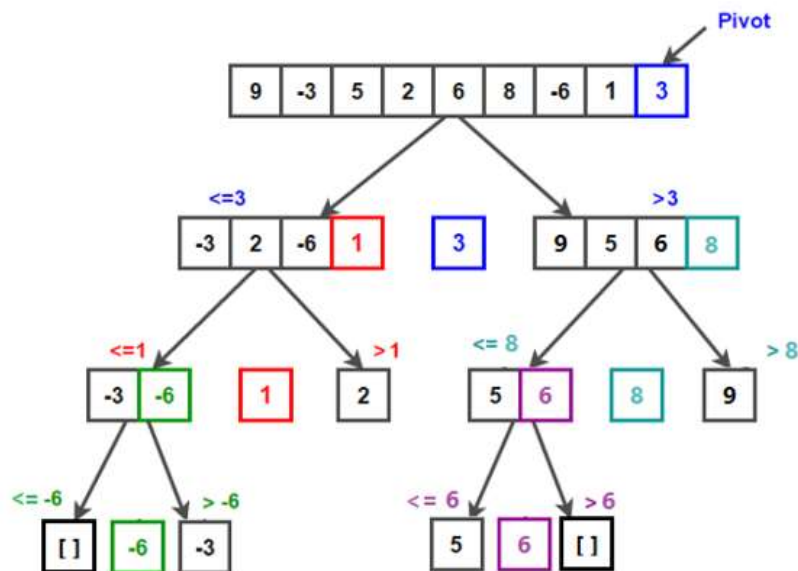 Pivot
9 -3 5 2 6 8 -6 1 3
<=3 >3
-3 2 -6 1 3 9 5 6 8
<=1 >1 <= 8 > 8
-3 -6 1 2 5 6 8 9
<= -6 > -6 <= 6 > 6
[ ] -6 -3 5 6 [ ]